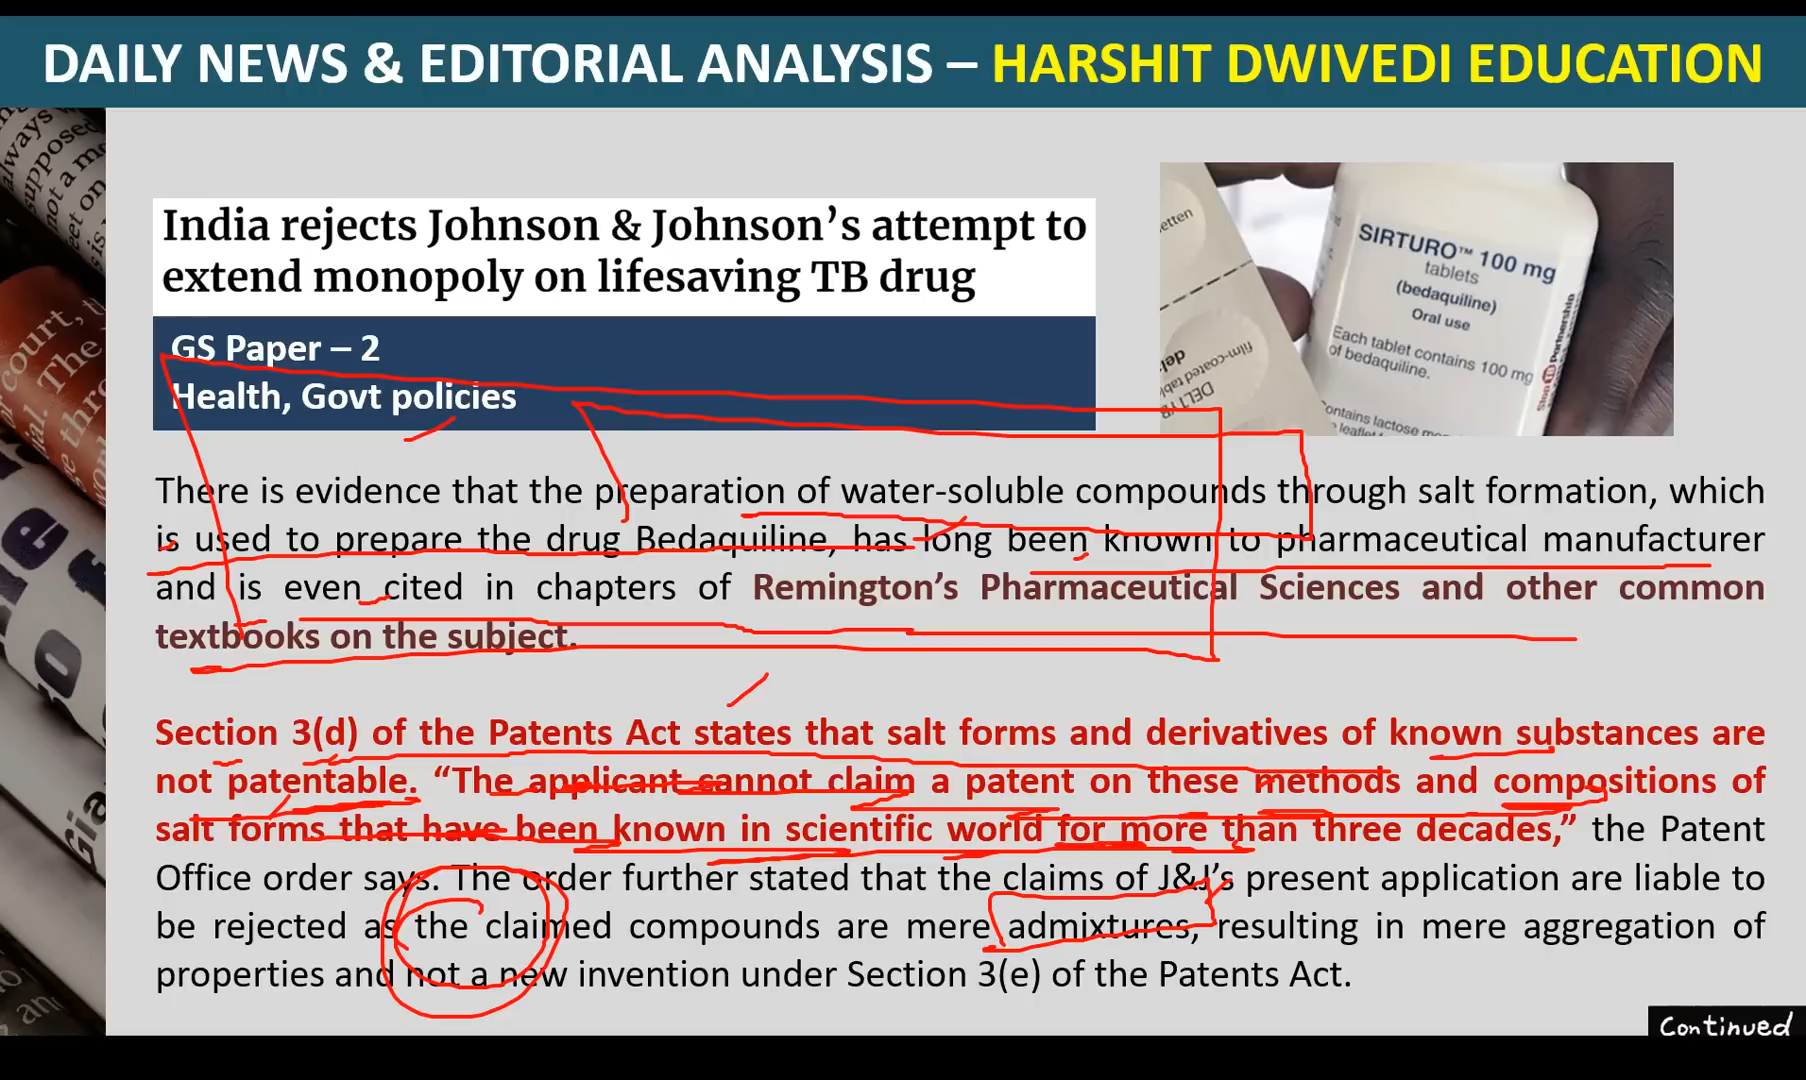 DAILY NEWS & EDITORIAL ANALYSIS – HARSHIT DWIVEDI EDUCATION
India rejects Johnson & Johnson’s attempt to
extend monopoly on lifesaving TB drug
GS Paper – 2
Health, Govt policies
SIRTURO™ 100 mg
tablets
(bedaquiline)
Oral use
Each tablet contains 100 mg
of bedaquiline.
film-coated
There is evidence that the preparation of water-soluble compounds through salt formation, which
is used to prepare the drug Bedaquiline, has long been known to pharmaceutical manufacturer
and is even cited in chapters of Remington’s Pharmaceutical Sciences and other common
textbooks on the subject.
Section 3(d) of the Patents Act states that salt forms and derivatives of known substances are
not patentable. “The applicant cannot claim a patent on these methods and compositions of
salt forms that have been known in scientific world for more than three decades,” the Patent
Office order says. The order further stated that the claims of J&J’s present application are liable to
be rejected as the claimed compounds are mere admixtures, resulting in mere aggregation of
properties and not a new invention under Section 3(e) of the Patents Act.
Continued